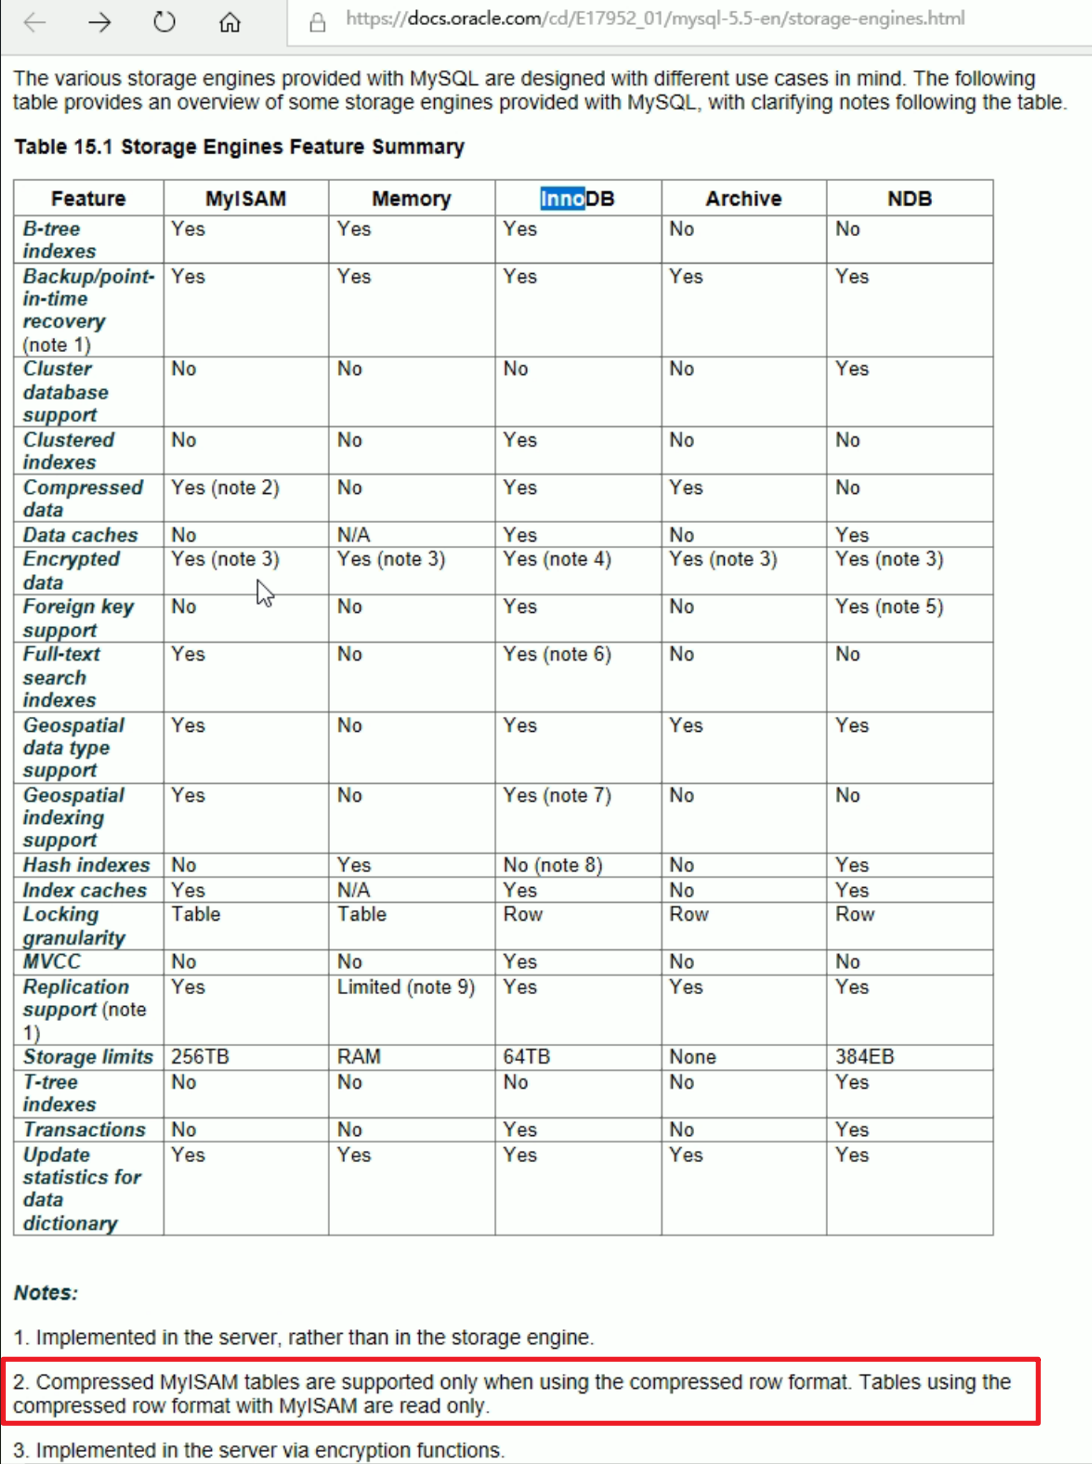 https://docs.oracle.com/cd/E17952_01/mysql-5.5-en/storage-engines.html
The various storage engines provided with MySQL are designed with different use cases in mind. The following
table provides an overview of some storage engines provided with MySQL, with clarifying notes following the table.
Table 15.1 Storage Engines Feature Summary
Feature MyISAM Memory InnoDB Archive NDB
B-tree Yes Yes Yes No No
indexes
Backup/point- Yes Yes Yes Yes Yes
in-time
recovery
(note 1)
Cluster No No No No Yes
database
support
Clustered No No Yes No No
indexes
Compressed Yes (note 2) No Yes Yes No
data
Data caches No N/A Yes No Yes
Encrypted Yes (note 3) Yes (note 3) Yes (note 4) Yes (note 3) Yes (note 3)
data
Foreign key No No Yes No Yes (note 5)
support
Full-text Yes No Yes (note 6) No No
search
indexes
Geospatial Yes No Yes Yes Yes
data type
support
Geospatial Yes No Yes (note 7) No No
indexing
support
Hash indexes No Yes No (note 8) No Yes
Index caches Yes N/A Yes No Yes
Locking Table Table Row Row Row
granularity
MVCC No No Yes No No
Replication Yes Limited (note 9) Yes Yes Yes
support (note
1)
Storage limits 256TB RAM 64TB None 384EB
T-tree No No No No Yes
indexes
Transactions No No Yes No Yes
Update Yes Yes Yes Yes Yes
statistics for
data
dictionary
Notes:
1. Implemented in the server, rather than in the storage engine.
2. Compressed MyISAM tables are supported only when using the compressed row format. Tables using the
compressed row format with MyISAM are read only.
3. Implemented in the server via encryption functions.